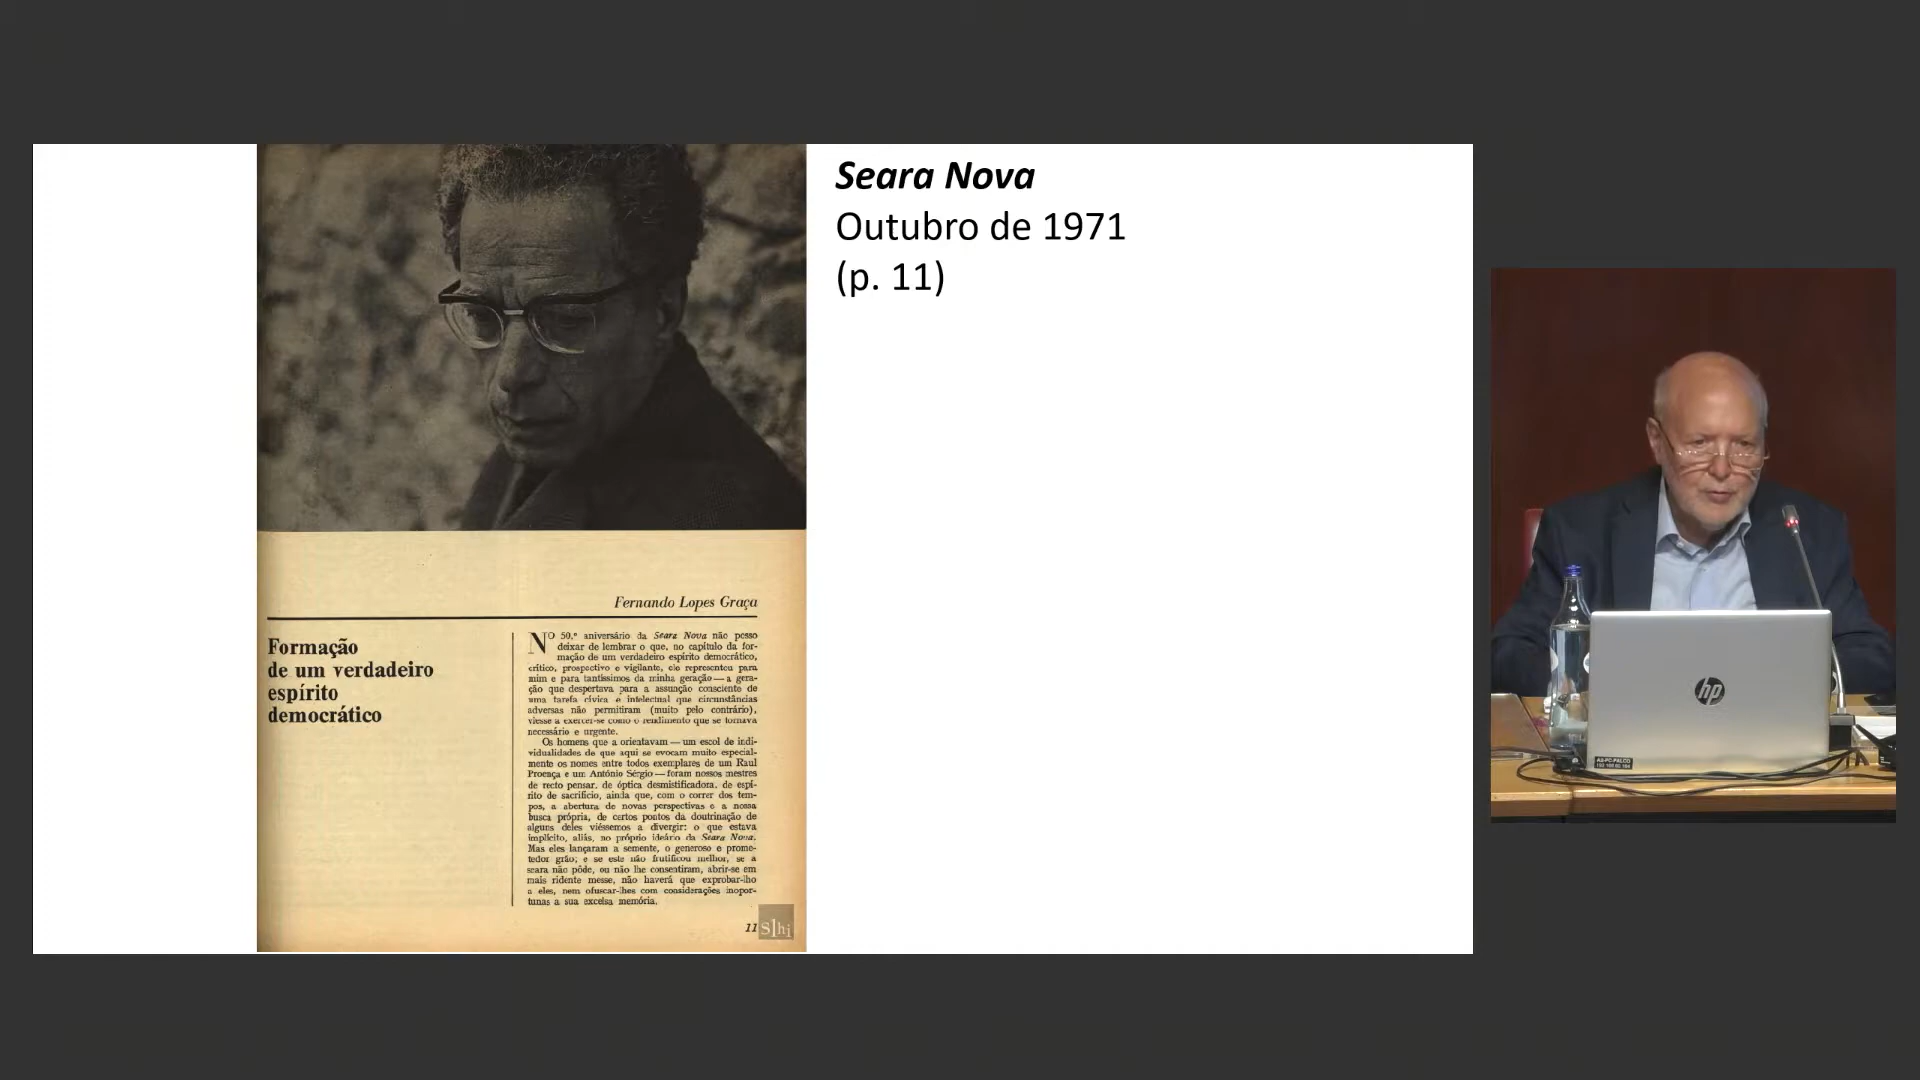 Seara Nova
Outubro de 1971
(p. 11)
Fernando Lopes Graça
Formação
de um verdadeiro
espírito
democrático
NO 50.º aniversário da Seara Nova não posso
deixar de lembrar o que, no capítulo da for-
mação de um verdadeiro espírito democrático,
crítico, prospectivo e vigilante, ele representou para
mim e para tantíssimos da minha geração — a gera-
ção que despertava para a assunção consciente de
uma tarefa cívica e intelectual que circunstâncias
adversas não permitiram (muito pelo contrário),
viesse a exercer-se como o rendimento que se tornava
necessário e urgente.
Os homens que a orientavam — um escol de indi-
vidualidades de que aqui se evocam muito especial-
mente os nomes entre todos exemplares de um Raul
Proença e um António Sérgio — foram nossos mestres
de recto pensar, de óptica desmistificadora, de espí-
rito de sacrifício, ainda que, com o correr dos tem-
pos, a abertura de novas perspectivas e a nossa
busca própria, de certos pontos da doutrinação de
alguns deles viéssemos a divergir: o que estava
implícito, aliás, no próprio ideário da Seara Nova.
Mas eles lançaram a semente, o generoso e prome-
tedor grão; e se este não frutificou melhor, se a
seara não pôde, ou não lhe consentiram, abrir-se em
mais ridente messe, não haverá que exprobar-lho
a eles, nem ofuscar-lhes com considerações inopor-
tunas a sua excelsa memória.
11
slhi
hp
AS-PC-PALCO